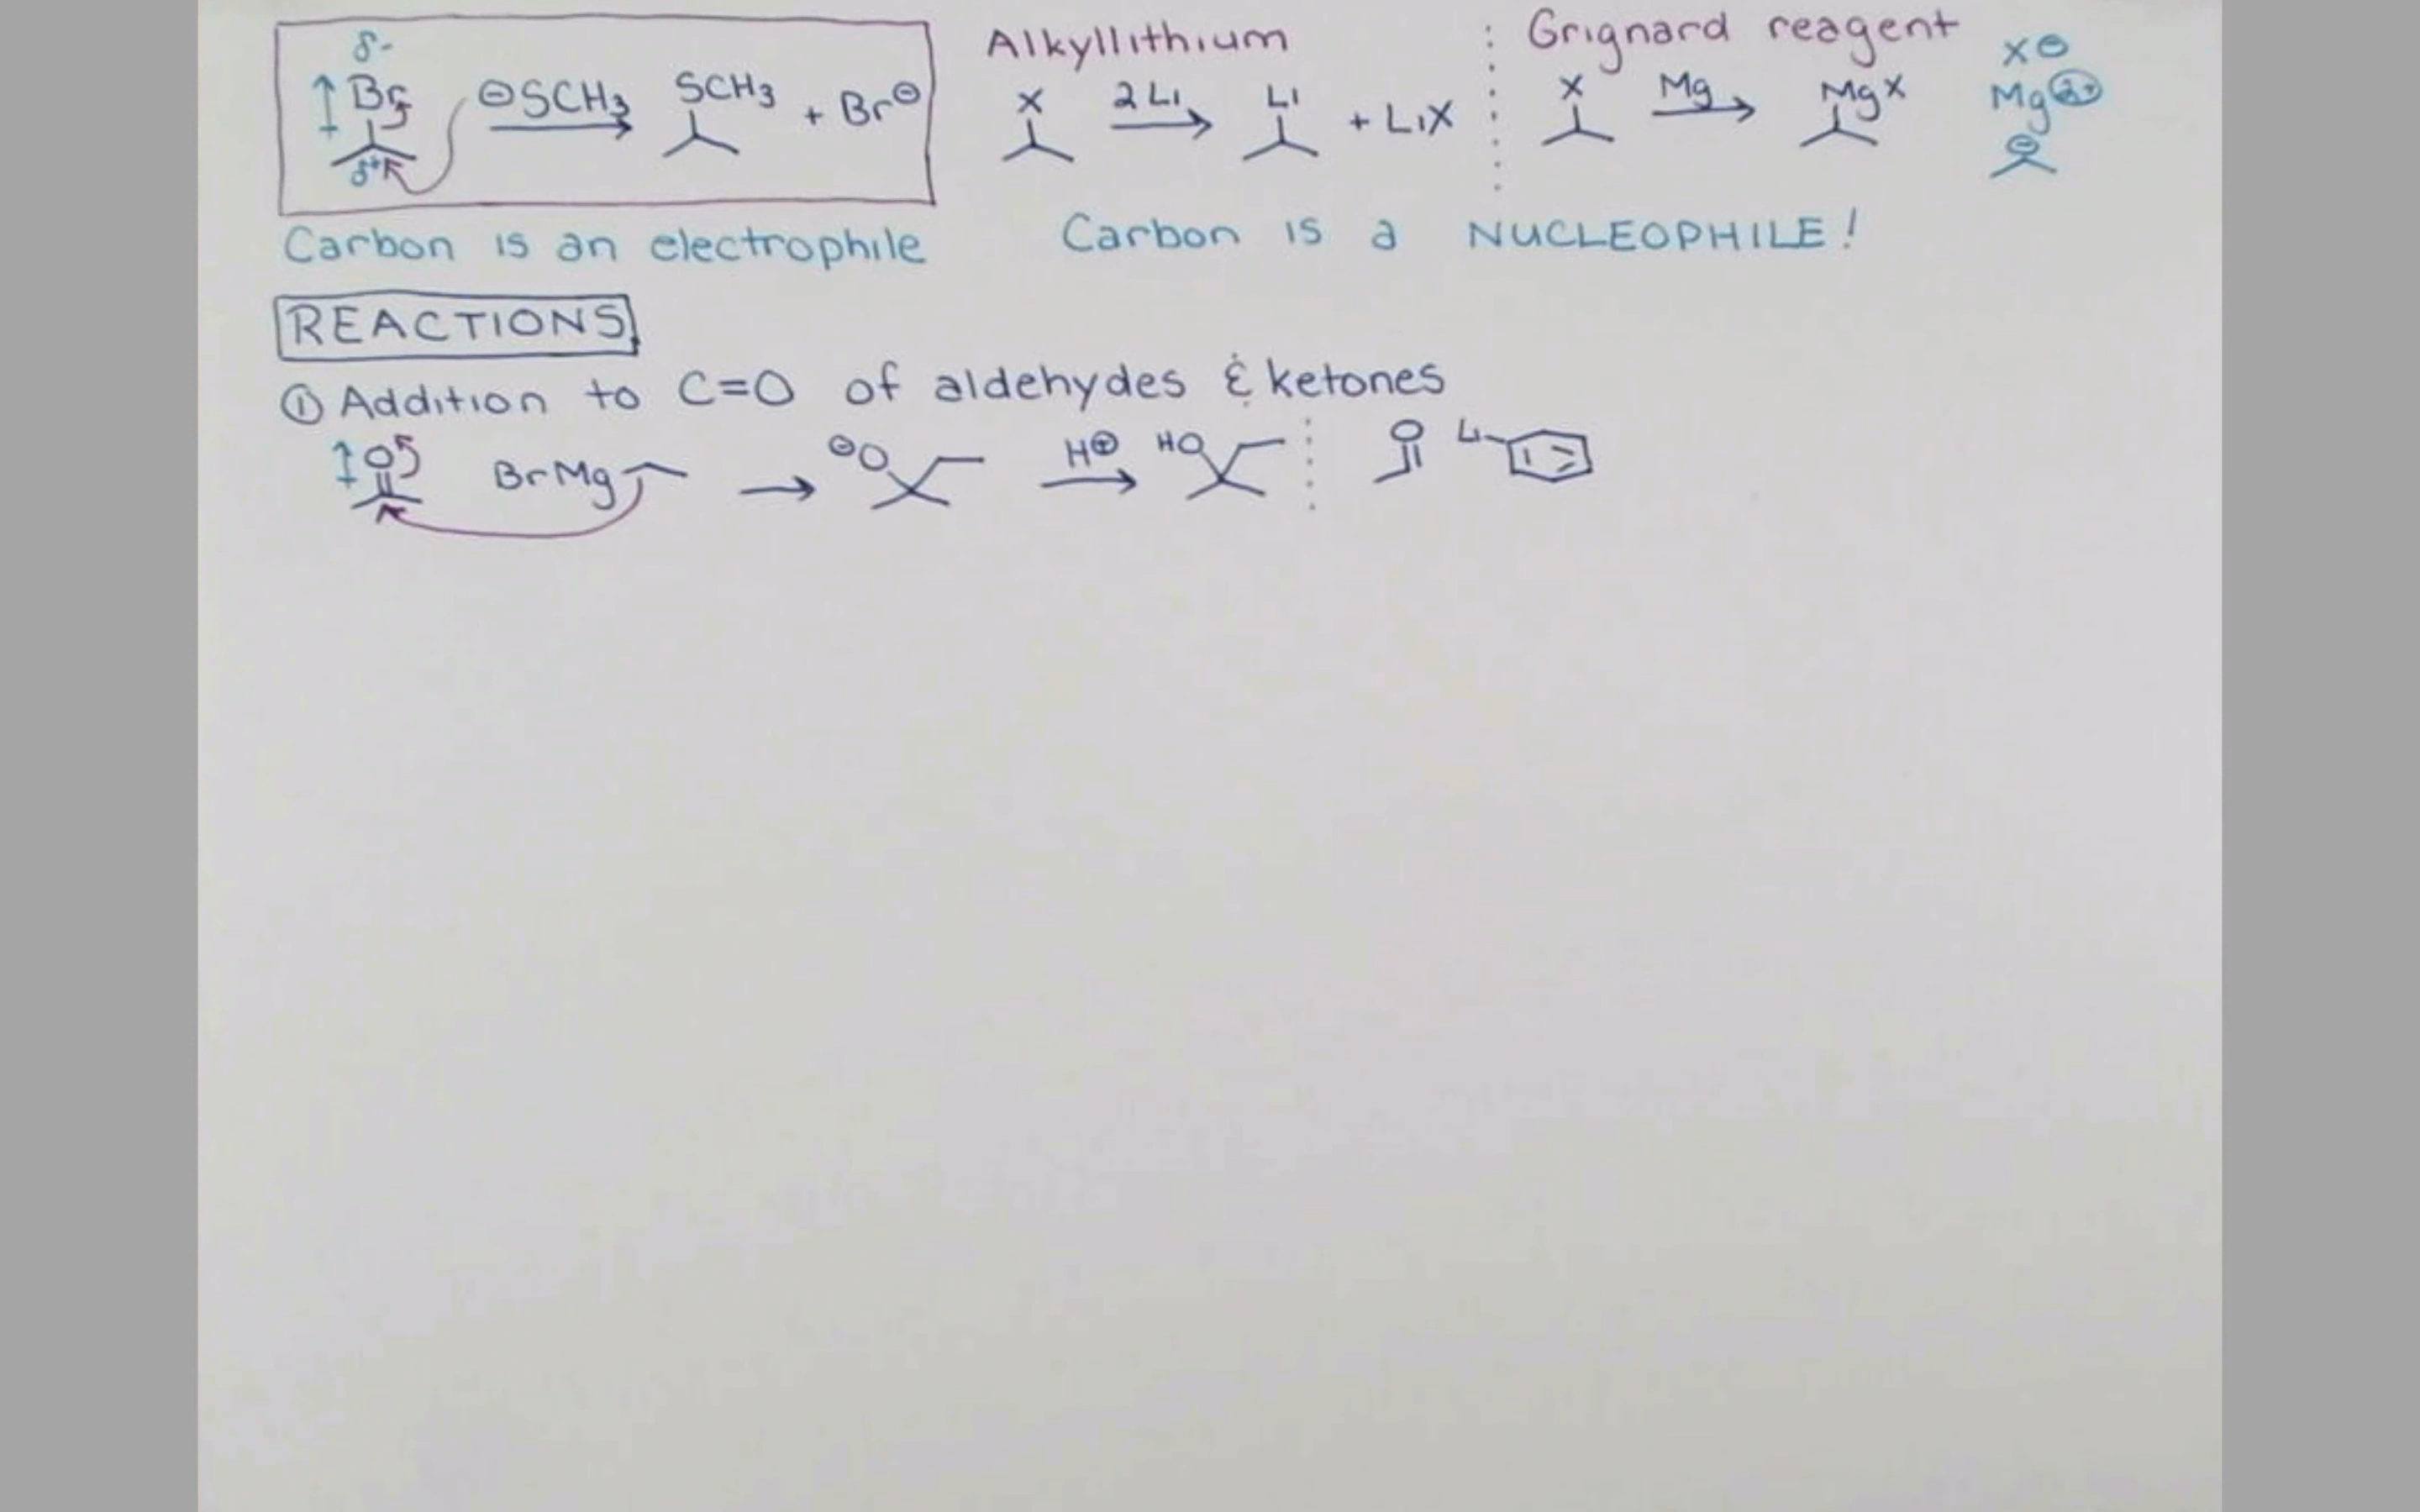 δ-
Br ⊖SCH3 SCH3 + Br⊖
δ+
Carbon is an electrophile
Alkyllithium
X 2 Li Li + LiX
Grignard reagent
X Mg MgX
X⊖
Mg2+
⊖
Carbon is a NUCLEOPHILE!
REACTIONS
① Addition to C=O of aldehydes & ketones
O BrMg ⊖O H⊕ HO O Li